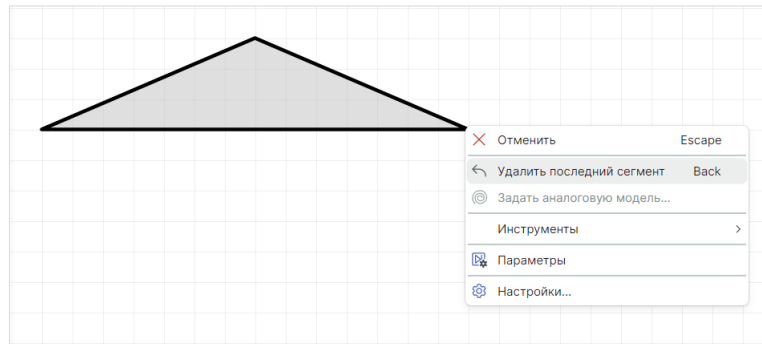 Отменить Escape
Удалить последний сегмент Back
Задать аналоговую модель...
Инструменты
Параметры
Настройки...